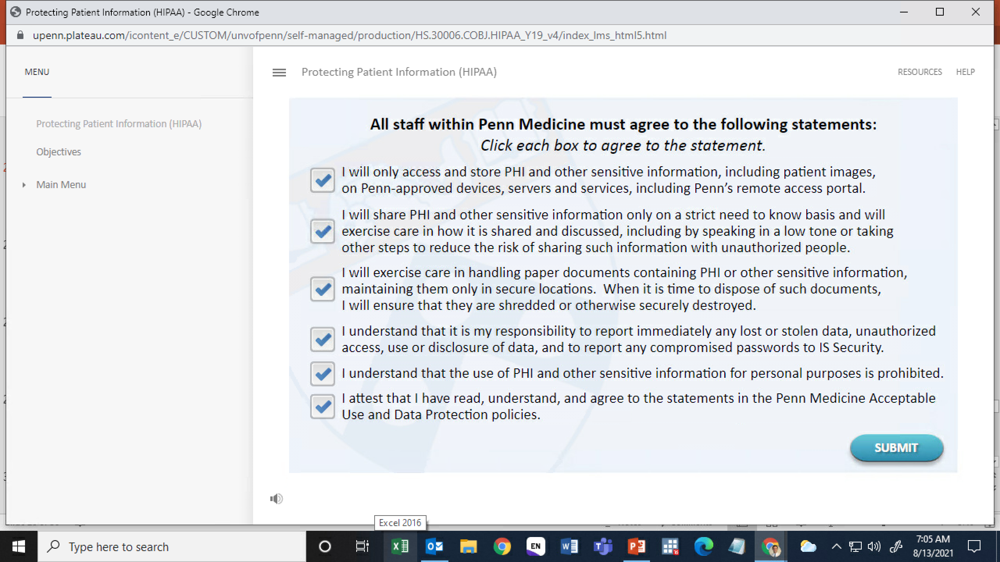 Protecting Patient Information (HIPAA) - Google Chrome
upenn.plateau.com/icontent_e/CUSTOM/unvofpenn/self-managed/production/HS.30006.COBJ.HIPAA_Y19_v4/index_lms_html5.html
MENU
Protecting Patient Information (HIPAA)
RESOURCES HELP
Protecting Patient Information (HIPAA)
Objectives
Main Menu
All staff within Penn Medicine must agree to the following statements:
Click each box to agree to the statement.
I will only access and store PHI and other sensitive information, including patient images,
on Penn-approved devices, servers and services, including Penn’s remote access portal.
I will share PHI and other sensitive information only on a strict need to know basis and will
exercise care in how it is shared and discussed, including by speaking in a low tone or taking
other steps to reduce the risk of sharing such information with unauthorized people.
I will exercise care in handling paper documents containing PHI or other sensitive information,
maintaining them only in secure locations.  When it is time to dispose of such documents,
I will ensure that they are shredded or otherwise securely destroyed.
I understand that it is my responsibility to report immediately any lost or stolen data, unauthorized
access, use or disclosure of data, and to report any compromised passwords to IS Security.
I understand that the use of PHI and other sensitive information for personal purposes is prohibited.
I attest that I have read, understand, and agree to the statements in the Penn Medicine Acceptable
Use and Data Protection policies.
SUBMIT
Excel 2016
Type here to search
EN
16
7:05 AM
8/13/2021